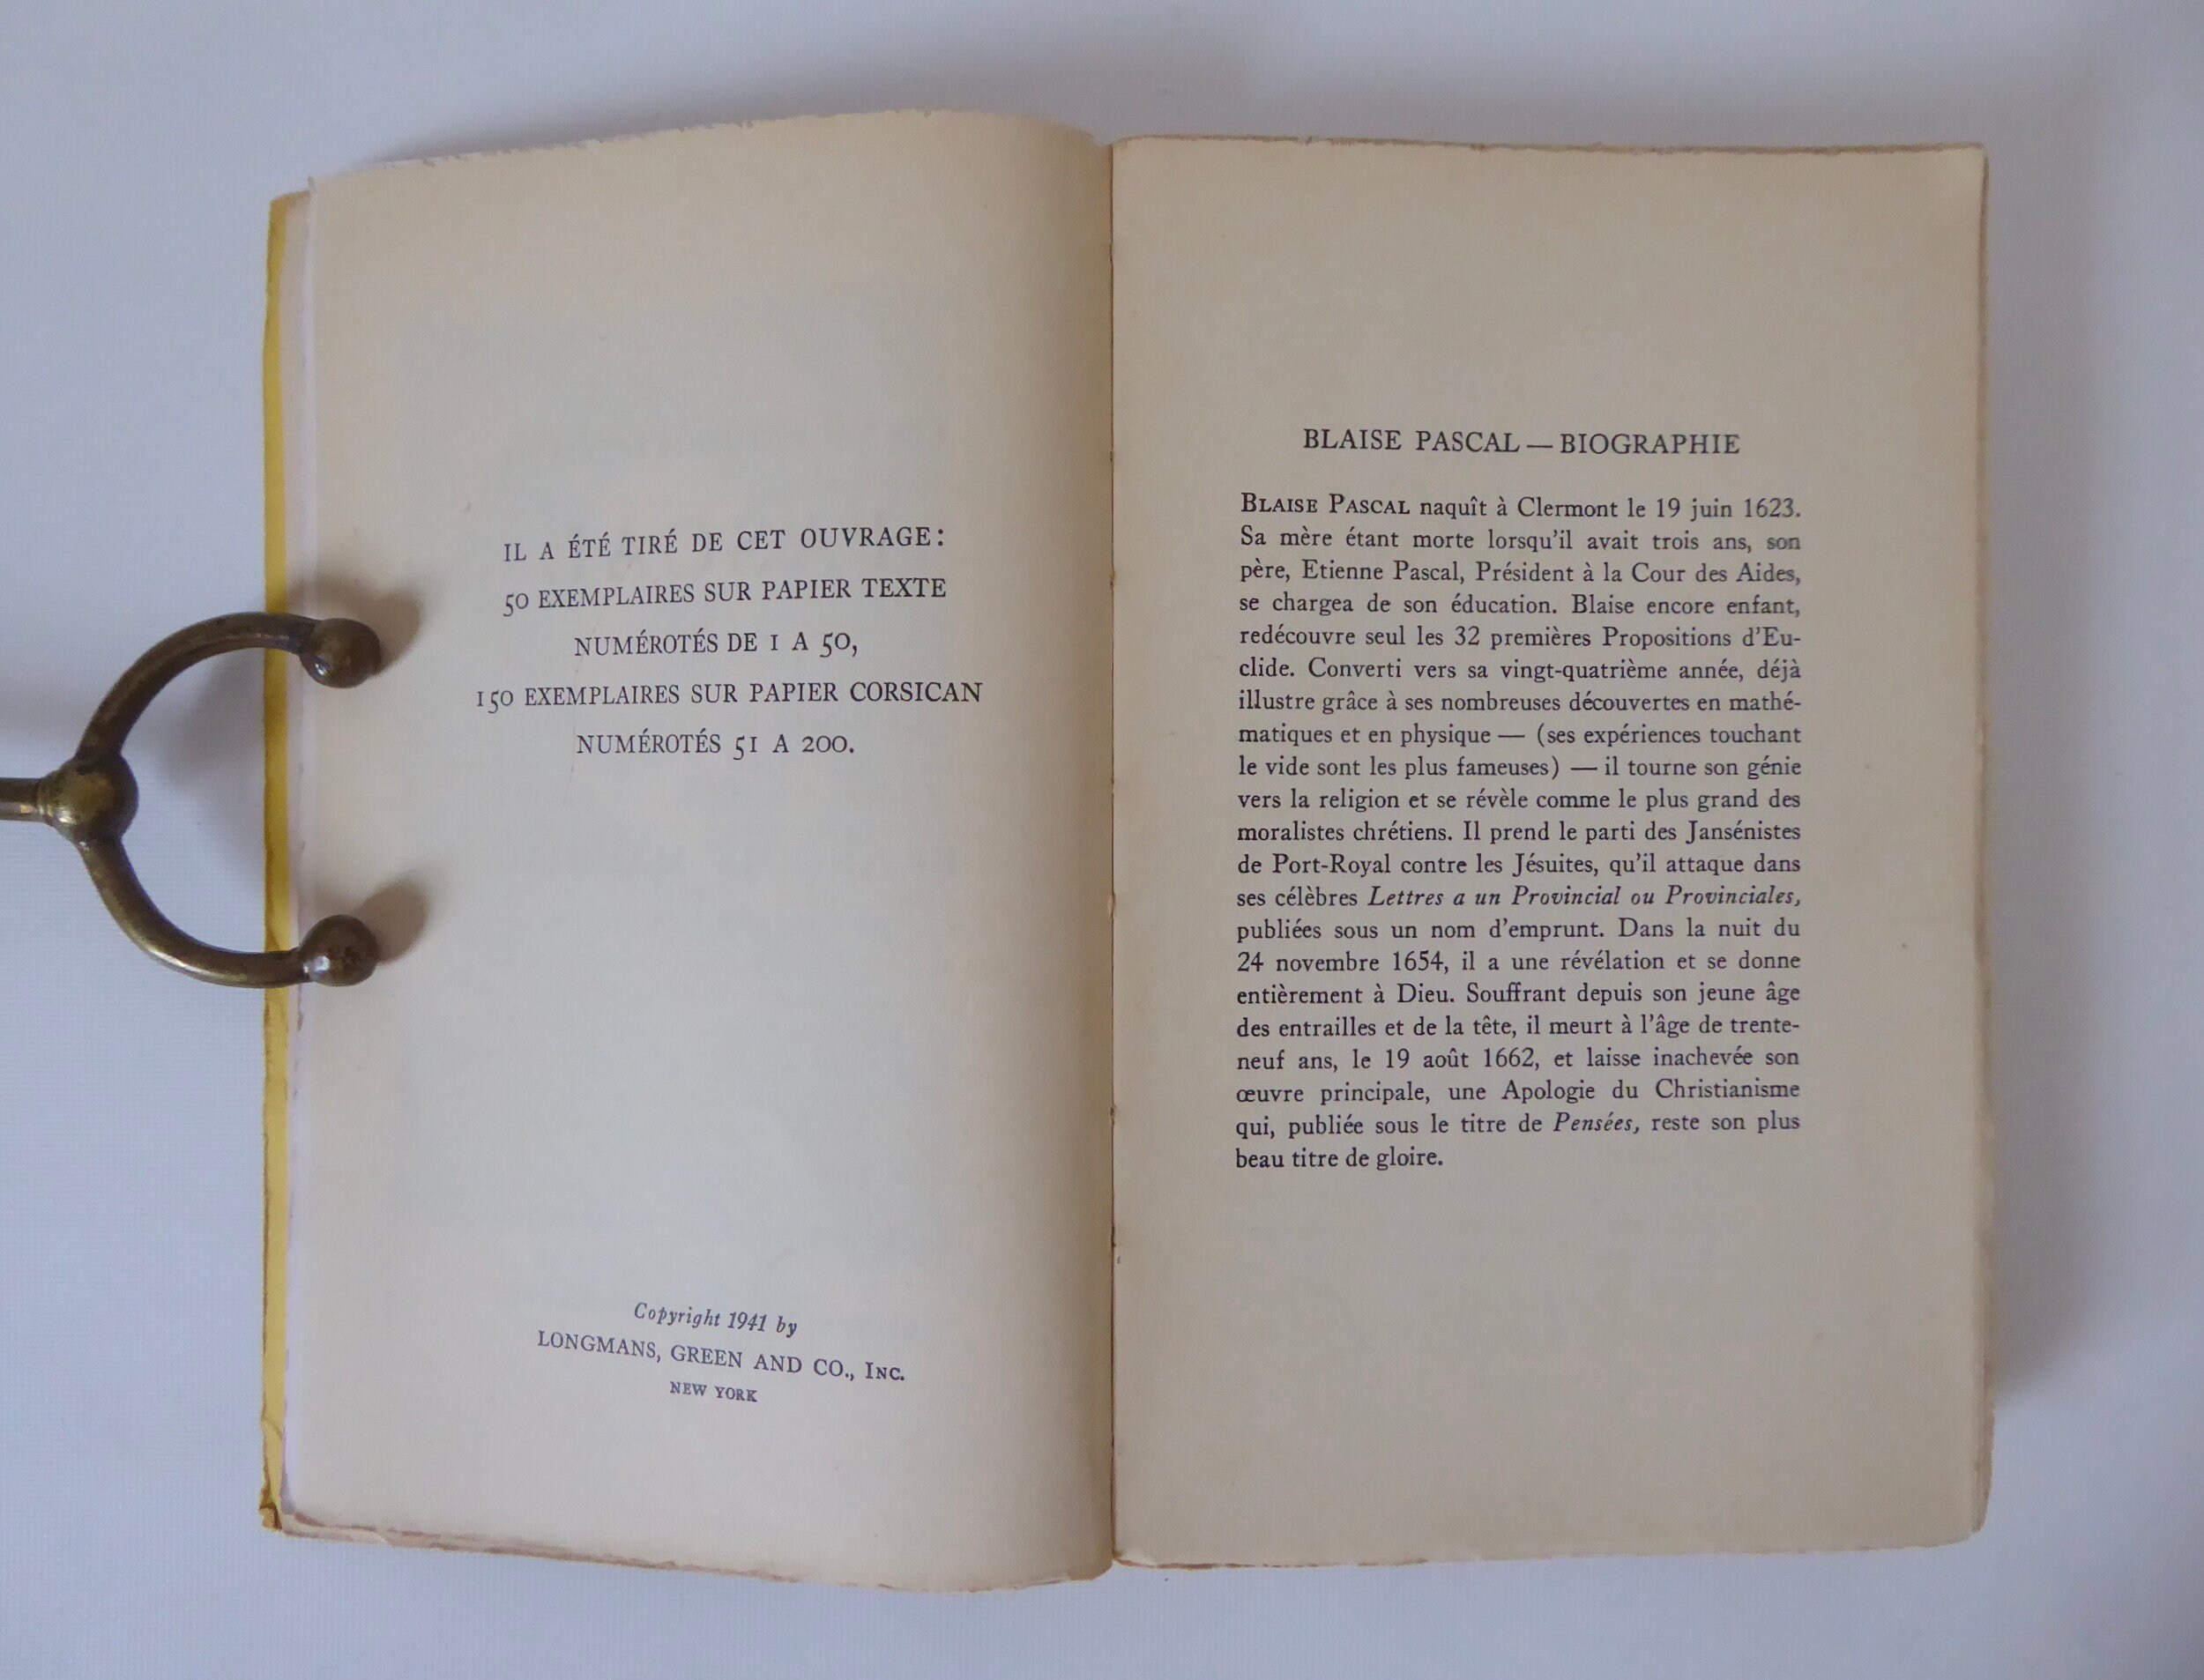 IL A ÉTÉ TIRÉ DE CET OUVRAGE:
50 EXEMPLAIRES SUR PAPIER TEXTE
NUMÉROTÉS DE 1 A 50,
150 EXEMPLAIRES SUR PAPIER CORSICAN
NUMÉROTÉS 51 A 200.
Copyright 1941 by
LONGMANS, GREEN AND CO., INC.
NEW YORK
BLAISE PASCAL — BIOGRAPHIE
BLAISE PASCAL naquît à Clermont le 19 juin 1623.
Sa mère étant morte lorsqu'il avait trois ans, son
père, Etienne Pascal, Président à la Cour des Aides,
se chargea de son éducation. Blaise encore enfant,
redécouvre seul les 32 premières Propositions d'Eu-
clide. Converti vers sa vingt-quatrième année, déjà
illustre grâce à ses nombreuses découvertes en mathé-
matiques et en physique — (ses expériences touchant
le vide sont les plus fameuses) — il tourne son génie
vers la religion et se révèle comme le plus grand des
moralistes chrétiens. Il prend le parti des Jansénistes
de Port-Royal contre les Jésuites, qu'il attaque dans
ses célèbres Lettres a un Provincial ou Provinciales,
publiées sous un nom d'emprunt. Dans la nuit du
24 novembre 1654, il a une révélation et se donne
entièrement à Dieu. Souffrant depuis son jeune âge
des entrailles et de la tête, il meurt à l'âge de trente-
neuf ans, le 19 août 1662, et laisse inachevée son
œuvre principale, une Apologie du Christianisme
qui, publiée sous le titre de Pensées, reste son plus
beau titre de gloire.